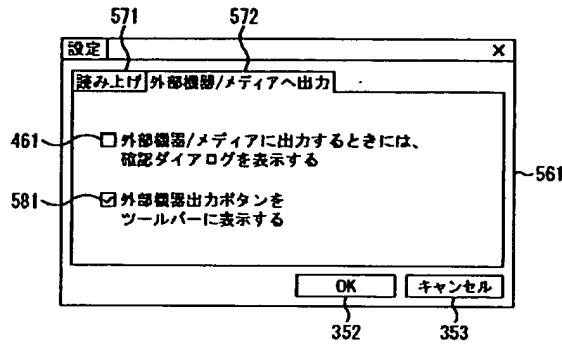 571
572
設定
×
読み上げ 外部機器/メディアへ出力
461
外部機器/メディアに出力するときには、
確認ダイアログを表示する
561
581
外部機器出力ボタンを
ツールバーに表示する
OK
キャンセル
352
353